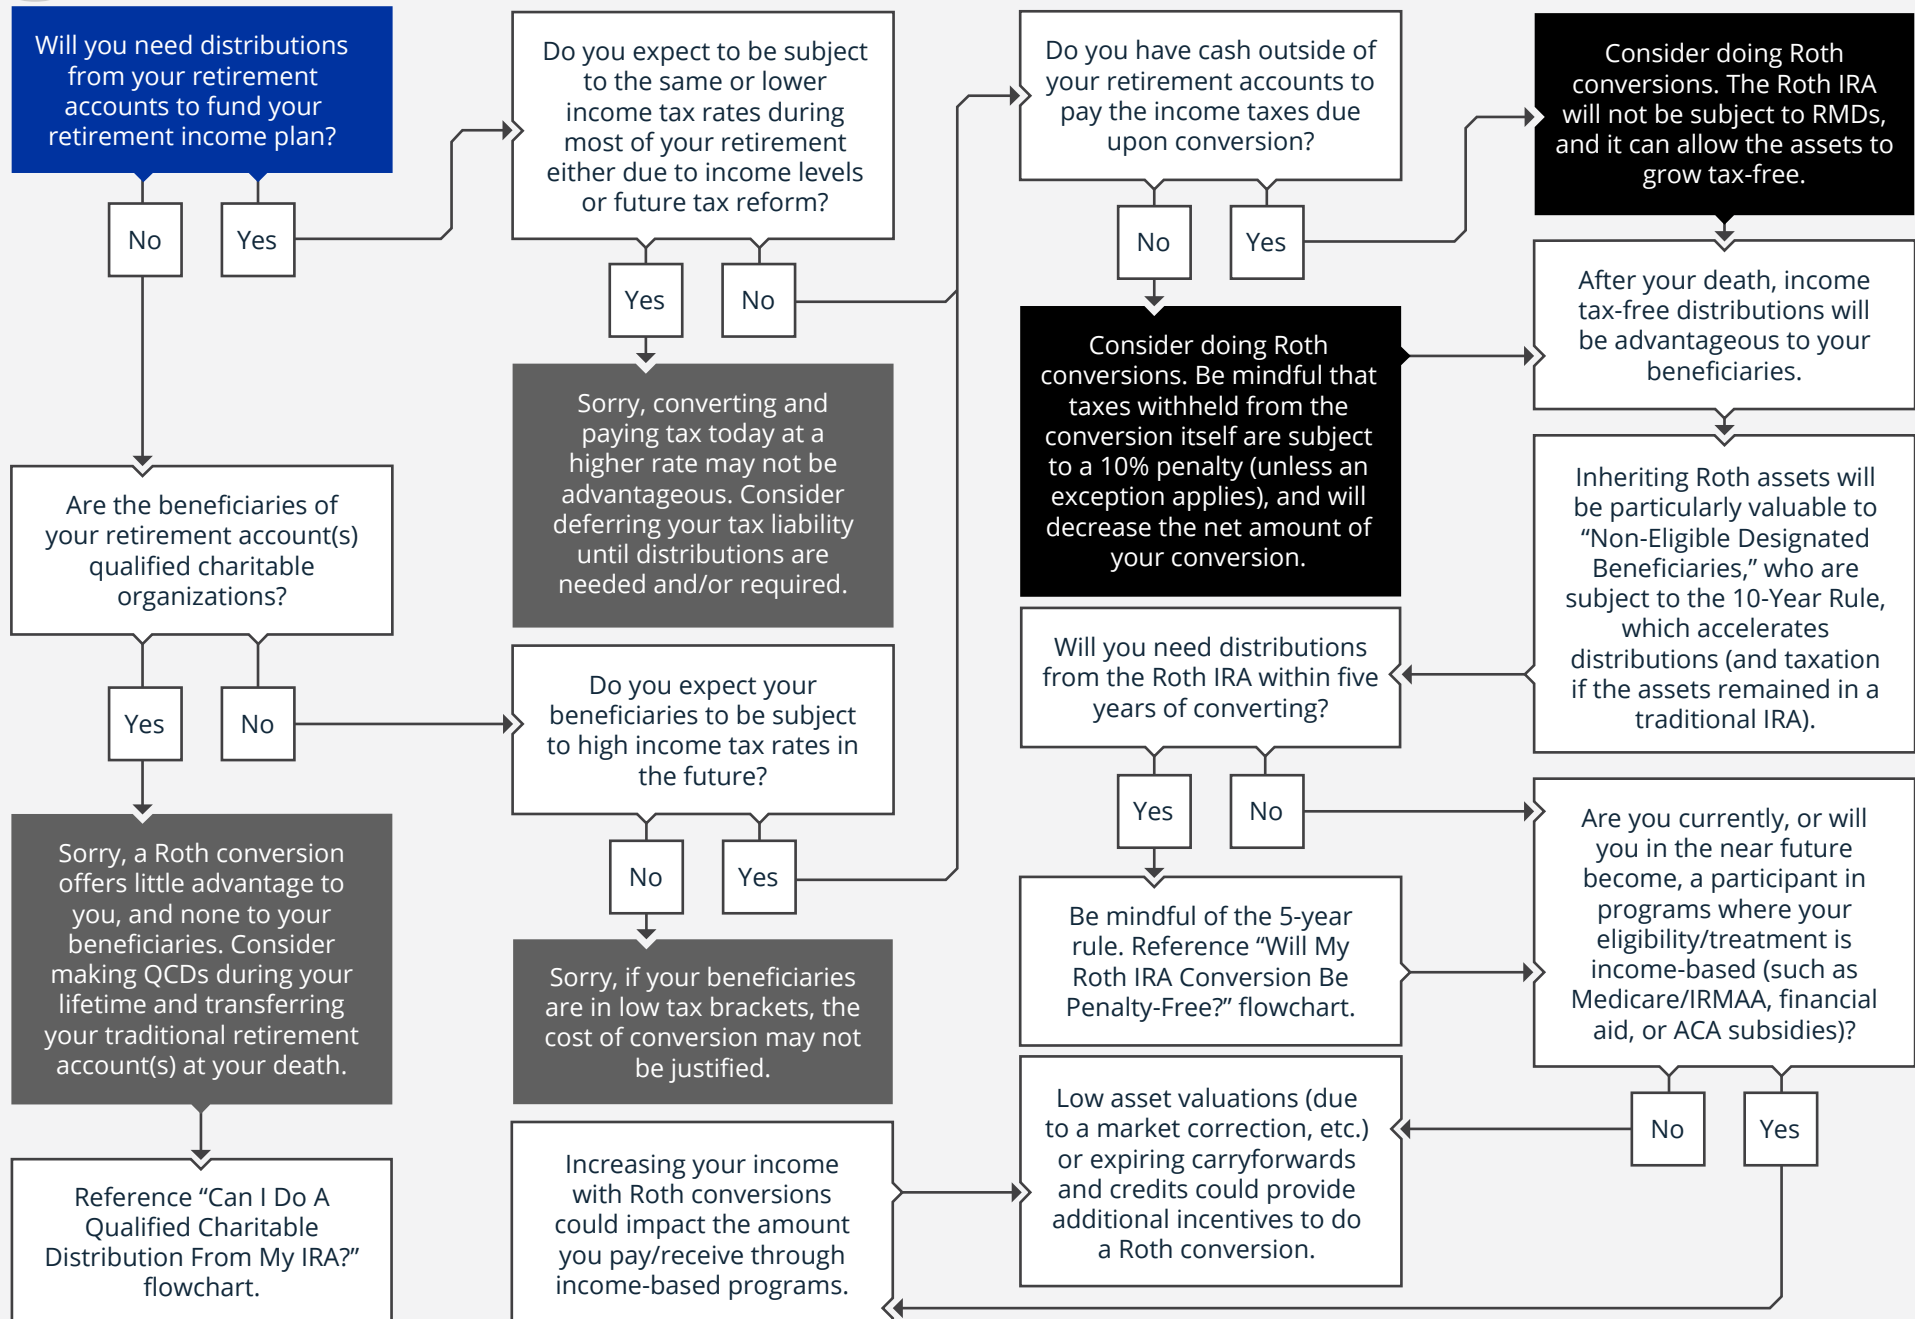 Will you need distributions
from your retirement
accounts to fund your
retirement income plan?
No
Yes
Are the beneficiaries of
your retirement account(s)
qualified charitable
organizations?
Yes
No
Sorry, a Roth conversion
offers little advantage to
you, and none to your
beneficiaries. Consider
making QCDs during your
lifetime and transferring
your traditional retirement
account(s) at your death.
Reference “Can I Do A
Qualified Charitable
Distribution From My IRA?”
flowchart.
Do you expect to be subject
to the same or lower
income tax rates during
most of your retirement
either due to income levels
or future tax reform?
Yes
No
Sorry, converting and
paying tax today at a
higher rate may not be
advantageous. Consider
deferring your tax liability
until distributions are
needed and/or required.
Do you expect your
beneficiaries to be subject
to high income tax rates in
the future?
No
Yes
Sorry, if your beneficiaries
are in low tax brackets, the
cost of conversion may not
be justified.
Increasing your income
with Roth conversions
could impact the amount
you pay/receive through
income-based programs.
Do you have cash outside of
your retirement accounts to
pay the income taxes due
upon conversion?
No
Yes
Consider doing Roth
conversions. Be mindful that
taxes withheld from the
conversion itself are subject
to a 10% penalty (unless an
exception applies), and will
decrease the net amount of
your conversion.
Will you need distributions
from the Roth IRA within five
years of converting?
Yes
No
Be mindful of the 5-year
rule. Reference “Will My
Roth IRA Conversion Be
Penalty-Free?” flowchart.
Low asset valuations (due
to a market correction, etc.)
or expiring carryforwards
and credits could provide
additional incentives to do
a Roth conversion.
Consider doing Roth
conversions. The Roth IRA
will not be subject to RMDs,
and it can allow the assets to
grow tax-free.
After your death, income
tax-free distributions will
be advantageous to your
beneficiaries.
Inheriting Roth assets will
be particularly valuable to
“Non-Eligible Designated
Beneficiaries,” who are
subject to the 10-Year Rule,
which accelerates
distributions (and taxation
if the assets remained in a
traditional IRA).
Are you currently, or will
you in the near future
become, a participant in
programs where your
eligibility/treatment is
income-based (such as
Medicare/IRMAA, financial
aid, or ACA subsidies)?
No
Yes